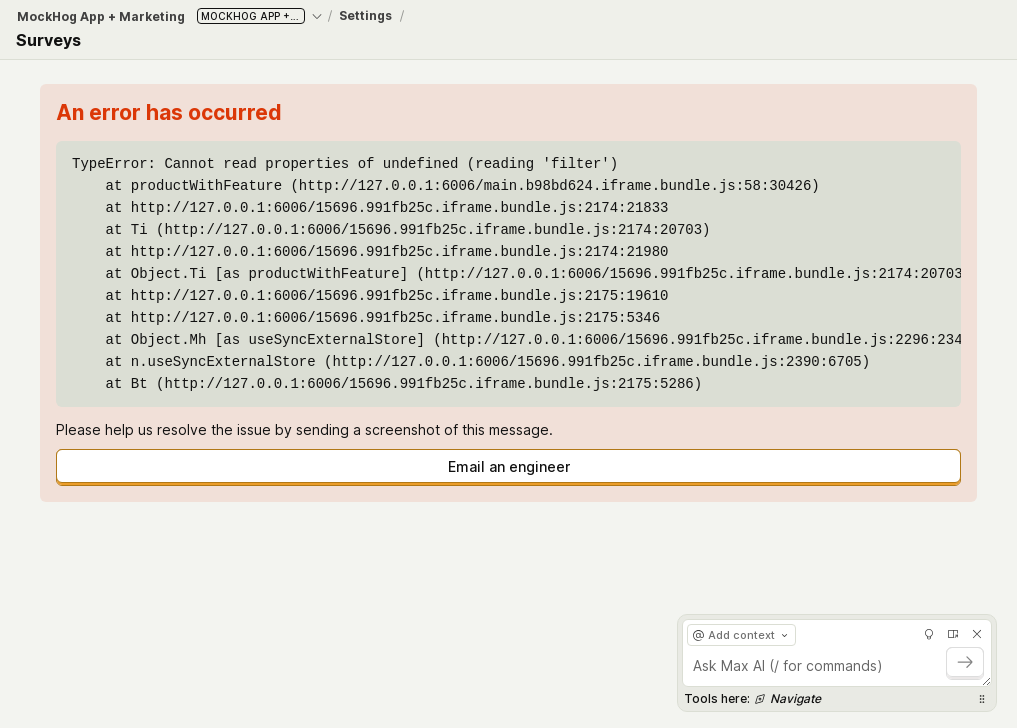 MockHog App + Marketing MOCKHOG APP +... / Settings /
Surveys
An error has occurred
TypeError: Cannot read properties of undefined (reading 'filter')
    at productWithFeature (http://127.0.0.1:6006/main.b98bd624.iframe.bundle.js:58:30426)
    at http://127.0.0.1:6006/15696.991fb25c.iframe.bundle.js:2174:21833
    at Ti (http://127.0.0.1:6006/15696.991fb25c.iframe.bundle.js:2174:20703)
    at http://127.0.0.1:6006/15696.991fb25c.iframe.bundle.js:2174:21980
    at Object.Ti [as productWithFeature] (http://127.0.0.1:6006/15696.991fb25c.iframe.bundle.js:2174:20703
    at http://127.0.0.1:6006/15696.991fb25c.iframe.bundle.js:2175:19610
    at http://127.0.0.1:6006/15696.991fb25c.iframe.bundle.js:2175:5346
    at Object.Mh [as useSyncExternalStore] (http://127.0.0.1:6006/15696.991fb25c.iframe.bundle.js:2296:234
    at n.useSyncExternalStore (http://127.0.0.1:6006/15696.991fb25c.iframe.bundle.js:2390:6705)
    at Bt (http://127.0.0.1:6006/15696.991fb25c.iframe.bundle.js:2175:5286)
Please help us resolve the issue by sending a screenshot of this message.
Email an engineer
@ Add context
Ask Max AI (/ for commands)
Tools here: Navigate